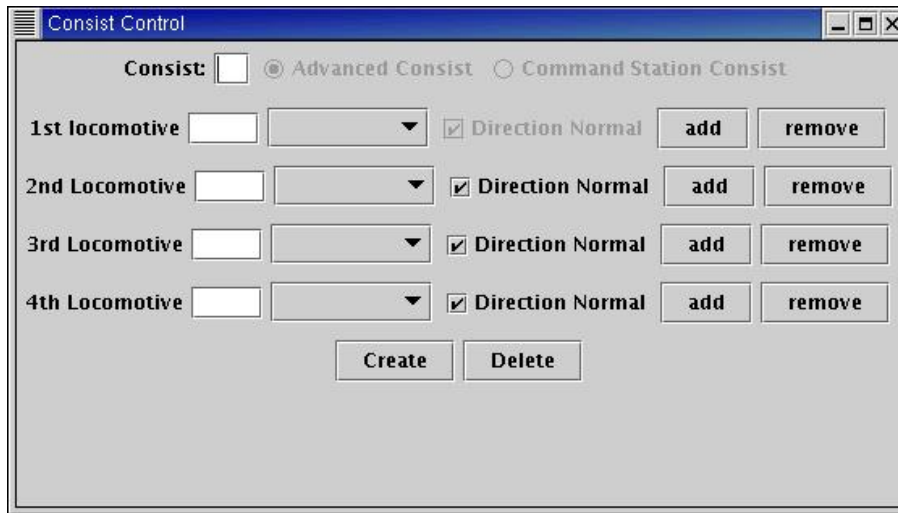 Consist Control
Consist: Advanced Consist Command Station Consist
1st locomotive Direction Normal add remove
2nd Locomotive Direction Normal add remove
3rd Locomotive Direction Normal add remove
4th Locomotive Direction Normal add remove
Create Delete